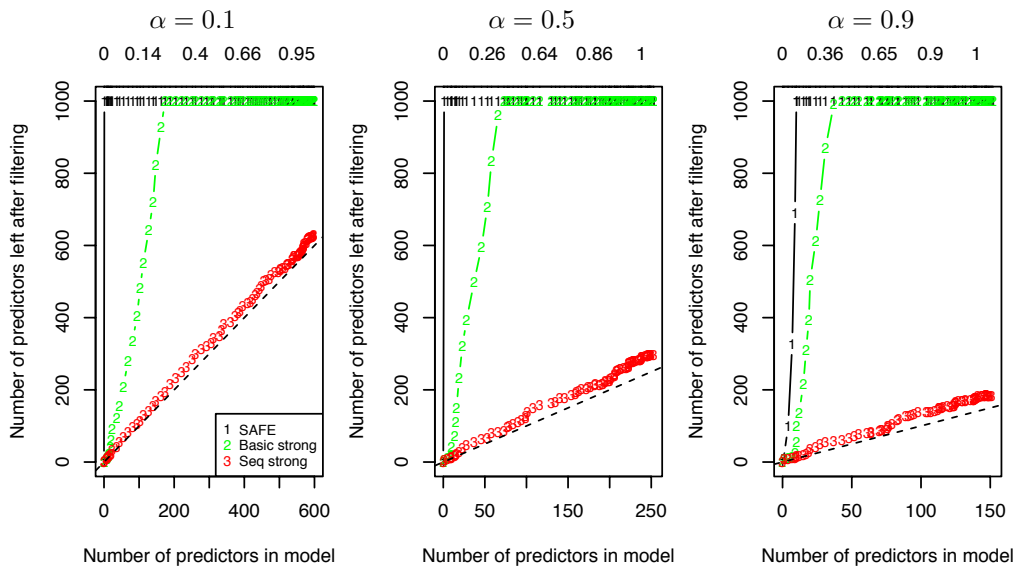 α = 0.1
α = 0.5
α = 0.9
0 0.14 0.4 0.66 0.95
0 0.26 0.64 0.86 1
0 0.36 0.65 0.9 1
Number of predictors left after filtering
0 200 400 600 800 1000
1 SAFE
2 Basic strong
3 Seq strong
0 200 400 600
Number of predictors in model
Number of predictors left after filtering
0 200 400 600 800 1000
0 50 150 250
Number of predictors in model
Number of predictors left after filtering
0 200 400 600 800 1000
0 50 100 150
Number of predictors in model